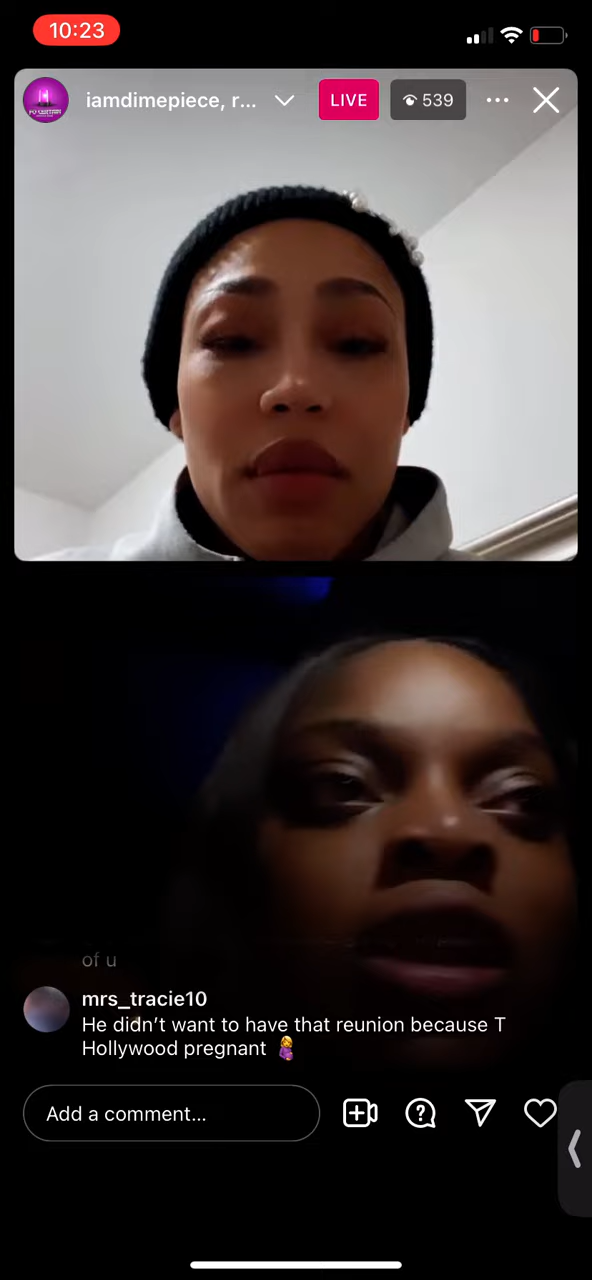 10:23
iamdimepiece, r...
LIVE
539
of u
mrs_tracie10
He didn’t want to have that reunion because T
Hollywood pregnant 🤰
Add a comment...